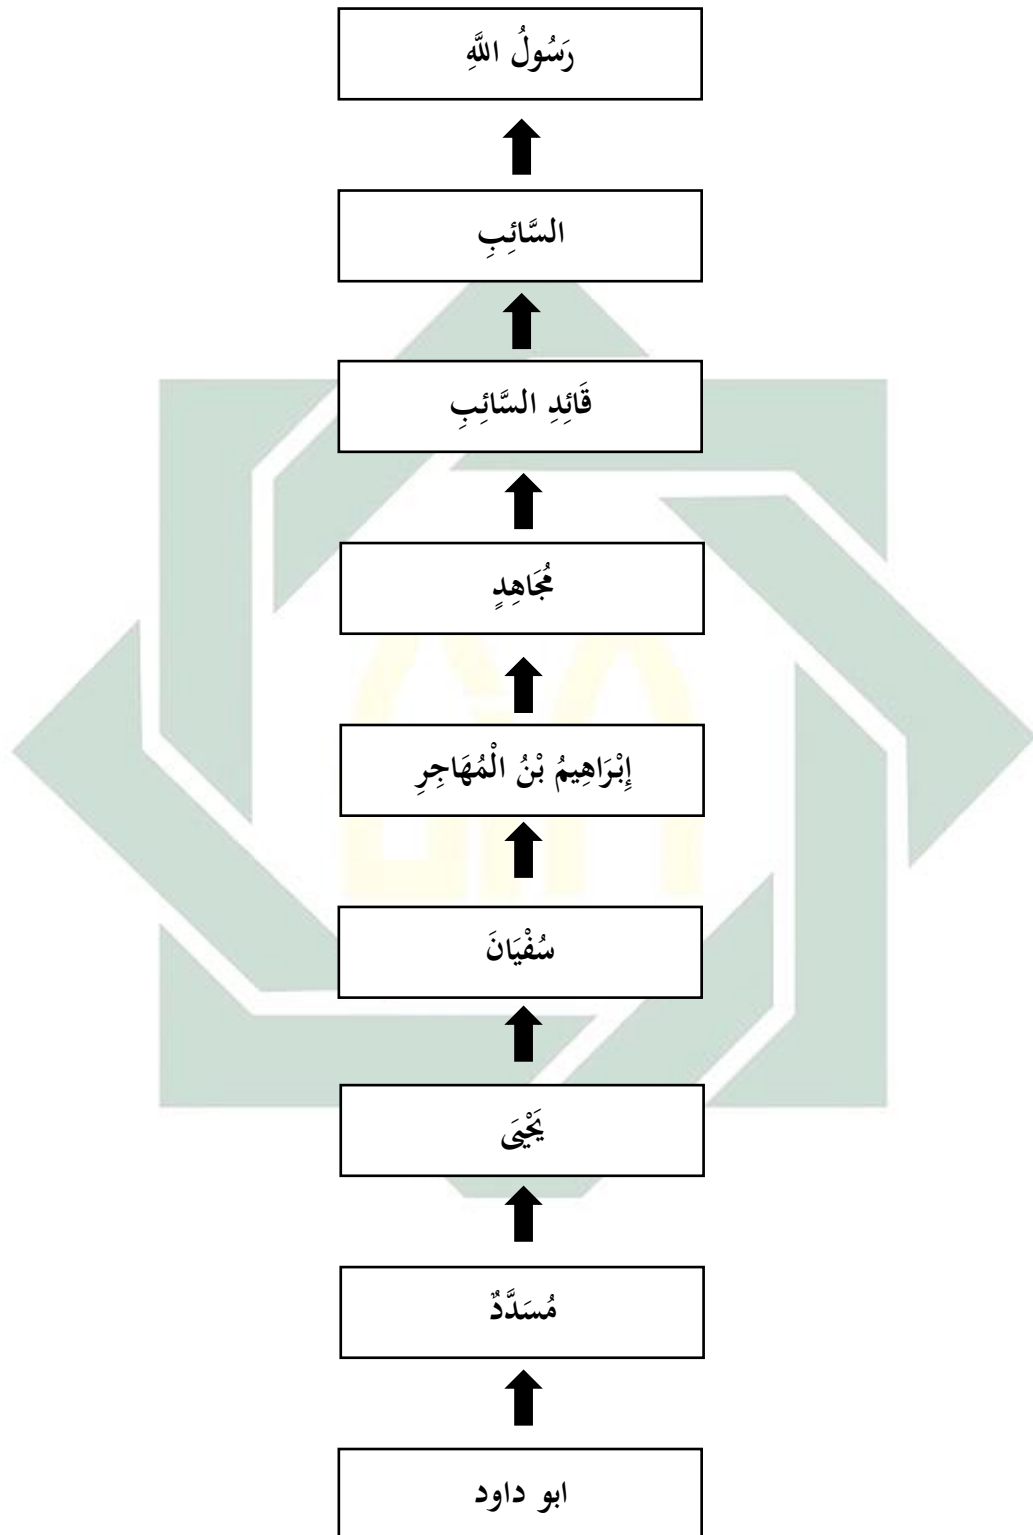 رَسُولُ اللَّهِ
السَّائِبِ
قَائِدِ السَّائِبِ
مُجَاهِدٍ
إِبْرَاهِيمُ بْنُ الْمُهَاجِرِ
سُفْيَانَ
يَحْيَى
مُسَدَّدٌ
ابو داود